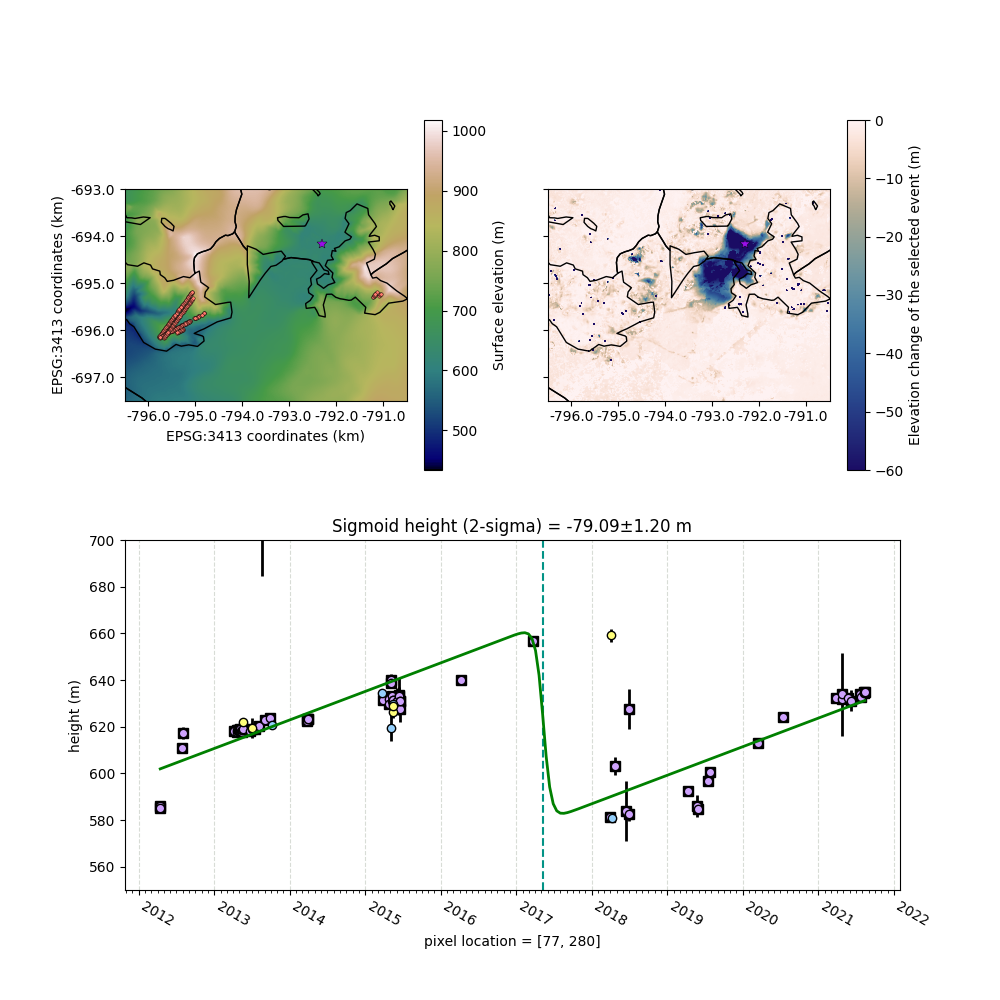 -693.0
-694.0
-695.0
-696.0
-697.0
EPSG:3413 coordinates (km)
-796.0 -795.0 -794.0 -793.0 -792.0 -791.0
EPSG:3413 coordinates (km)
1000
900
800
700
600
500
Surface elevation (m)
-796.0 -795.0 -794.0 -793.0 -792.0 -791.0
0
−10
−20
−30
−40
−50
−60
Elevation change of the selected event (m)
Sigmoid height (2-sigma) = -79.09±1.20 m
700
680
660
640
620
600
580
560
height (m)
2012 2013 2014 2015 2016 2017 2018 2019 2020 2021 2022
pixel location = [77, 280]